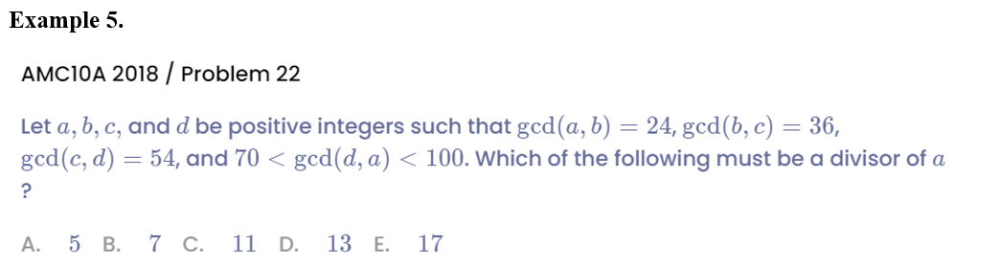 Example 5.
AMC10A 2018 / Problem 22
Let a, b, c, and d be positive integers such that gcd(a, b) = 24, gcd(b, c) = 36,
gcd(c, d) = 54, and 70 < gcd(d, a) < 100. Which of the following must be a divisor of a
?
A. 5 B. 7 C. 11 D. 13 E. 17